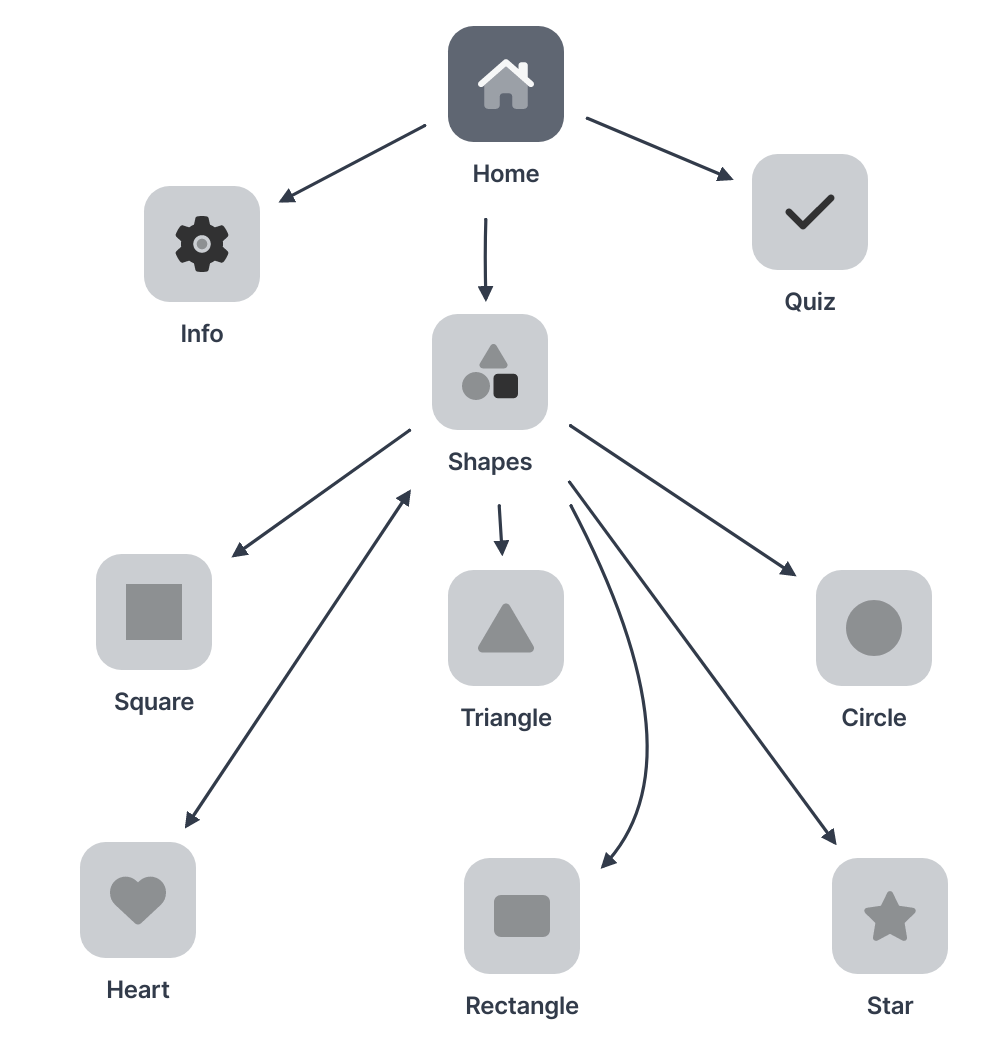 Home
Info
Quiz
Shapes
Square
Triangle
Circle
Heart
Rectangle
Star